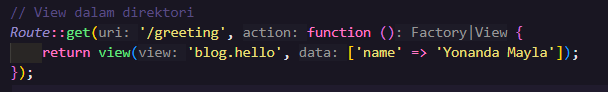 // View dalam direktori
Route::get(uri: '/greeting', action: function (): Factory|View {
    return view(view: 'blog.hello', data: ['name' => 'Yonanda Mayla']);
});